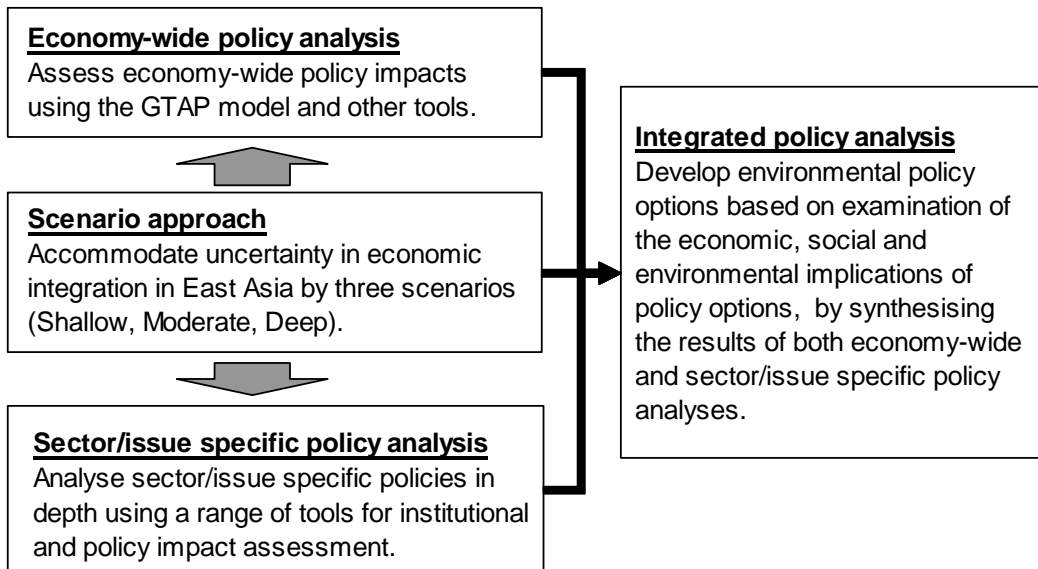 Economy-wide policy analysis
Assess economy-wide policy impacts
using the GTAP model and other tools.
Scenario approach
Accommodate uncertainty in economic
integration in East Asia by three scenarios
(Shallow, Moderate, Deep).
Sector/issue specific policy analysis
Analyse sector/issue specific policies in
depth using a range of tools for institutional
and policy impact assessment.
Integrated policy analysis
Develop environmental policy
options based on examination of
the economic, social and
environmental implications of
policy options,  by synthesising
the results of both economy-wide
and sector/issue specific policy
analyses.